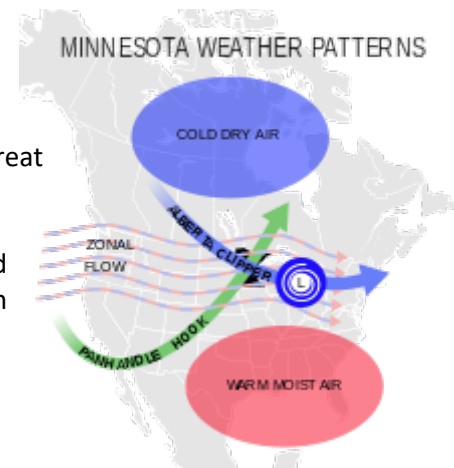 MINNESOTA WEATHER PATTERNS
COLD DRY AIR
reat
ALBERTA CLIPPER
ZONAL
FLOW
d
n
L
PANHANDLE HOOK
WARM MOIST AIR